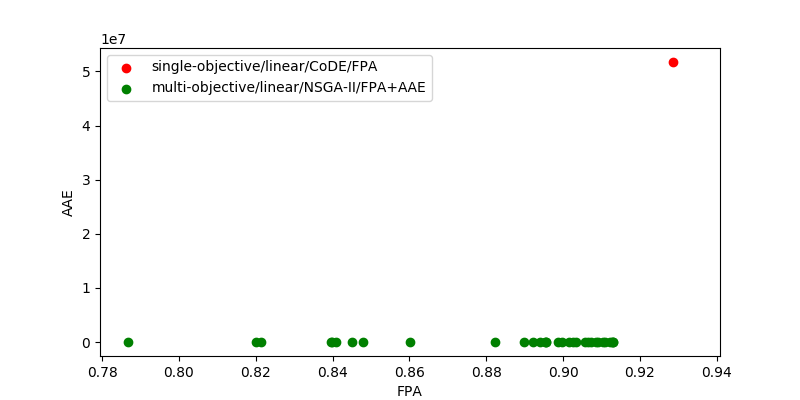 1e7
single-objective/linear/CoDE/FPA
multi-objective/linear/NSGA-II/FPA+AAE
5
4
3
2
1
0
AAE
0.78 0.80 0.82 0.84 0.86 0.88 0.90 0.92 0.94
FPA